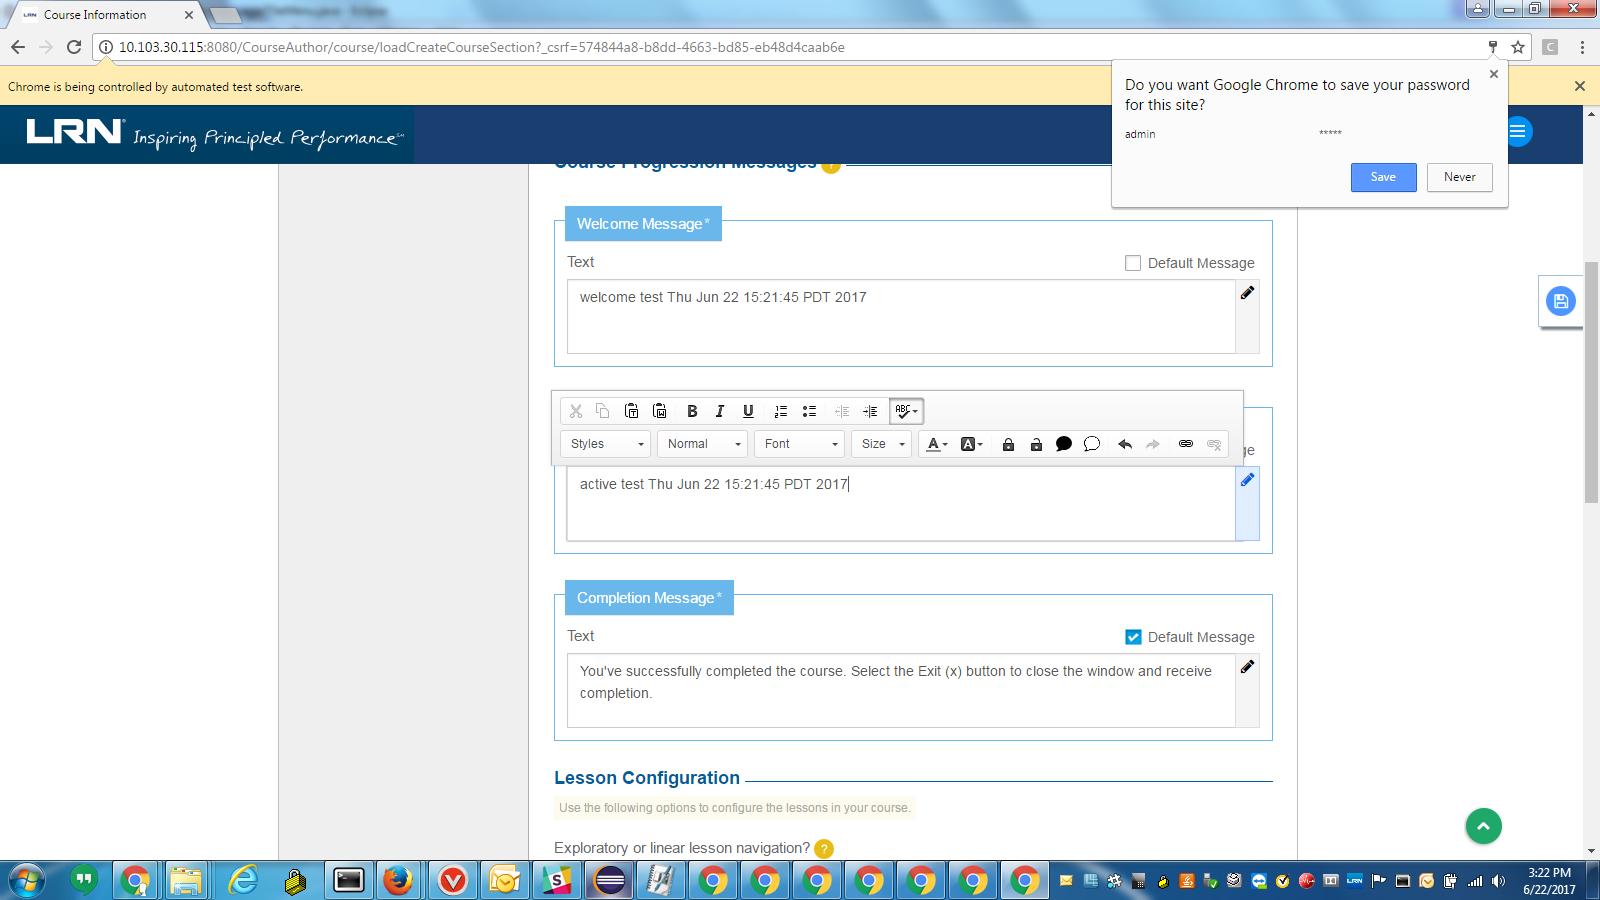 Course Information
10.103.30.115:8080/CourseAuthor/course/loadCreateCourseSection?_csrf=574844a8-b8dd-4663-bd85-eb48d4caab6e
Chrome is being controlled by automated test software.
Do you want Google Chrome to save your password
for this site?
admin *****
Save Never
LRN Inspiring Principled Performance
Course Progression Messages ?
Welcome Message*
Text Default Message
welcome test Thu Jun 22 15:21:45 PDT 2017
B I U ABC
Styles Normal Font Size A A
ge
active test Thu Jun 22 15:21:45 PDT 2017
Completion Message*
Text Default Message
You've successfully completed the course. Select the Exit (x) button to close the window and receive
completion.
Lesson Configuration
Use the following options to configure the lessons in your course.
Exploratory or linear lesson navigation? ?
3:22 PM
6/22/2017